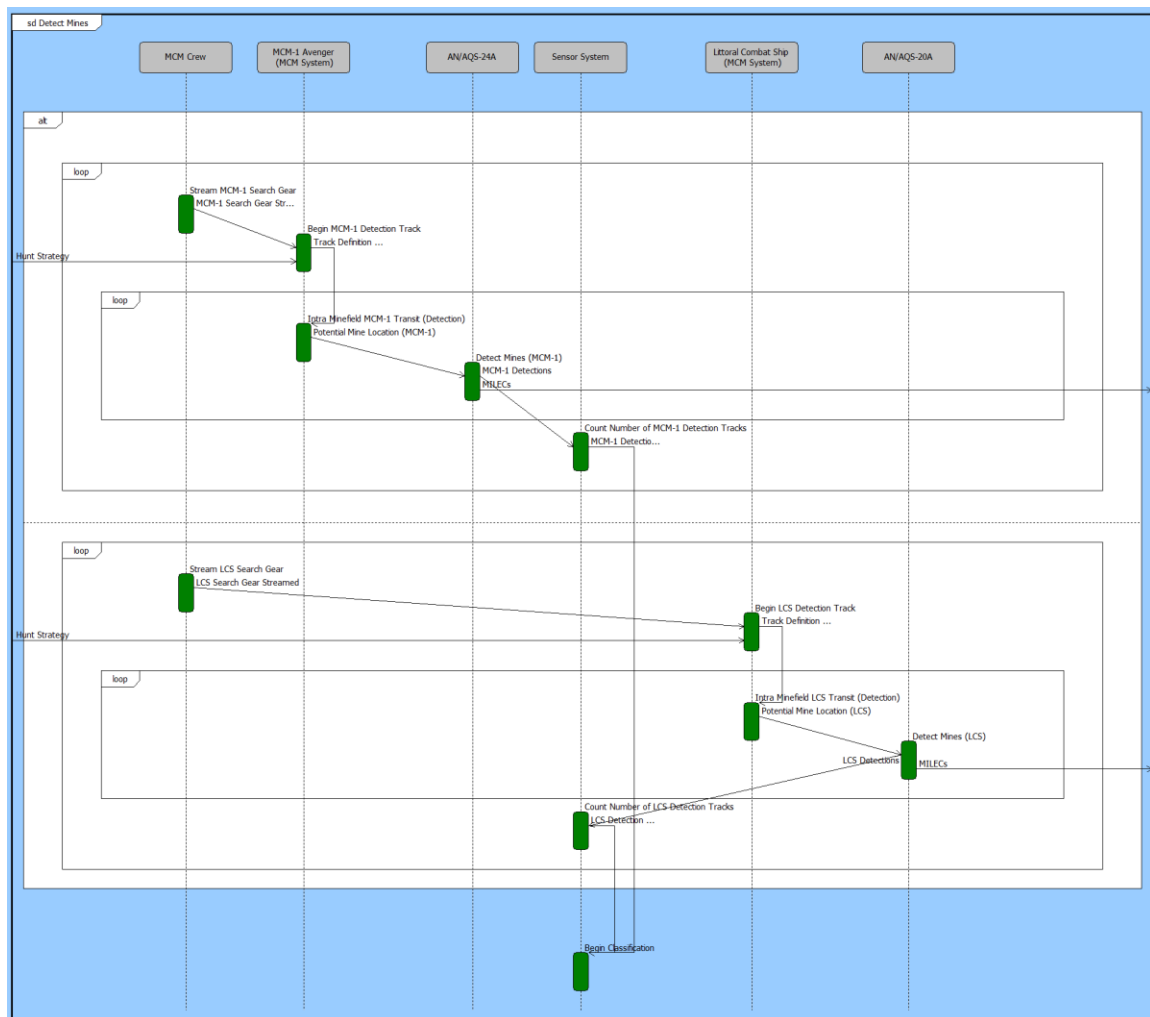 sd Detect Mines
MCM Crew
MCM-1 Avenger
(MCM System)
AN/AQS-24A
Sensor System
Littoral Combat Ship
(MCM System)
AN/AQS-20A
alt
loop
Stream MCM-1 Search Gear
MCM-1 Search Gear Str...
Begin MCM-1 Detection Track
Track Definition ...
Hunt Strategy
loop
Intra Minefield MCM-1 Transit (Detection)
Potential Mine Location (MCM-1)
Detect Mines (MCM-1)
MCM-1 Detections
MILECs
Count Number of MCM-1 Detection Tracks
MCM-1 Detectio...
loop
Stream LCS Search Gear
LCS Search Gear Streamed
Begin LCS Detection Track
Track Definition ...
Hunt Strategy
loop
Intra Minefield LCS Transit (Detection)
Potential Mine Location (LCS)
Detect Mines (LCS)
LCS Detections
MILECs
Count Number of LCS Detection Tracks
LCS Detection ...
Begin Classification